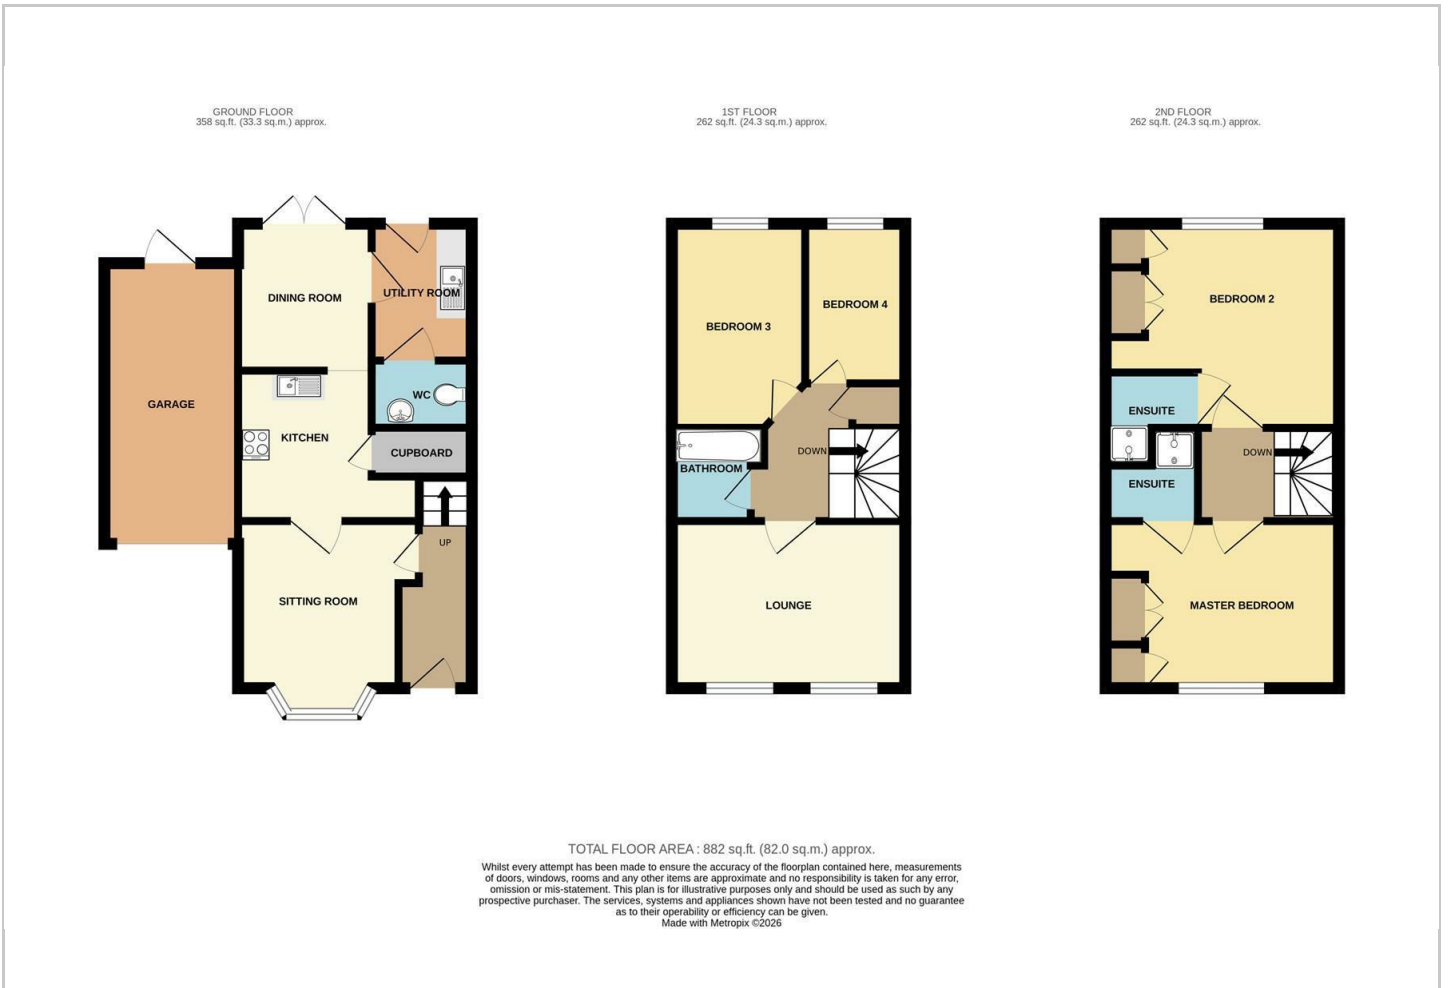 GROUND FLOOR
358 sq.ft. (33.3 sq.m.) approx.
1ST FLOOR
262 sq.ft. (24.3 sq.m.) approx.
2ND FLOOR
262 sq.ft. (24.3 sq.m.) approx.
DINING ROOM
UTILITY ROOM
GARAGE
WC
KITCHEN
CUPBOARD
UP
SITTING ROOM
BEDROOM 3
BEDROOM 4
DOWN
BATHROOM
LOUNGE
BEDROOM 2
ENSUITE
DOWN
ENSUITE
MASTER BEDROOM
TOTAL FLOOR AREA : 882 sq.ft. (82.0 sq.m.) approx.
Whilst every attempt has been made to ensure the accuracy of the floorplan contained here, measurements
of doors, windows, rooms and any other items are approximate and no responsibility is taken for any error,
omission or mis-statement. This plan is for illustrative purposes only and should be used as such by any
prospective purchaser. The services, systems and appliances shown have not been tested and no guarantee
as to their operability or efficiency can be given.
Made with Metropix ©2026